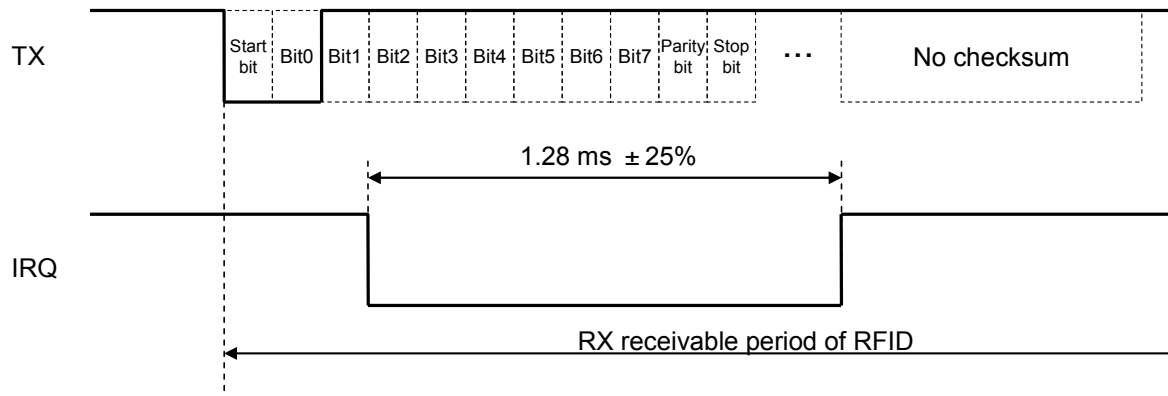 TX
Start bit
Bit0
Bit1
Bit2
Bit3
Bit4
Bit5
Bit6
Bit7
Parity bit
Stop bit
...
No checksum
1.28 ms ±25%
IRQ
RX receivable period of RFID